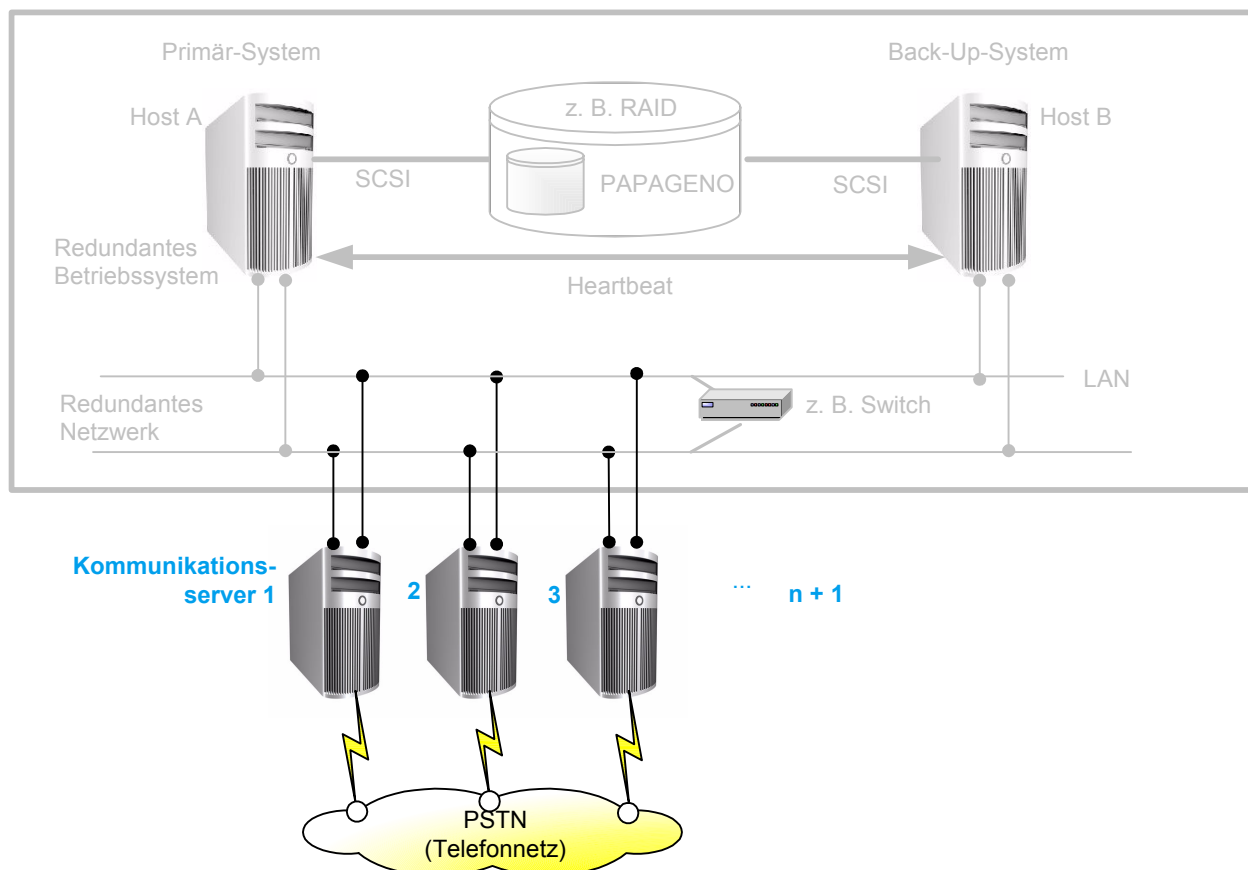 Primär-System
Back-Up-System
Host A
z. B. RAID
Host B
SCSI
PAPAGENO
SCSI
Redundantes
Betriebssystem
Heartbeat
LAN
Redundantes
Netzwerk
z. B. Switch
Kommunikations-
server 1
2
3
...
n + 1
PSTN
(Telefonnetz)